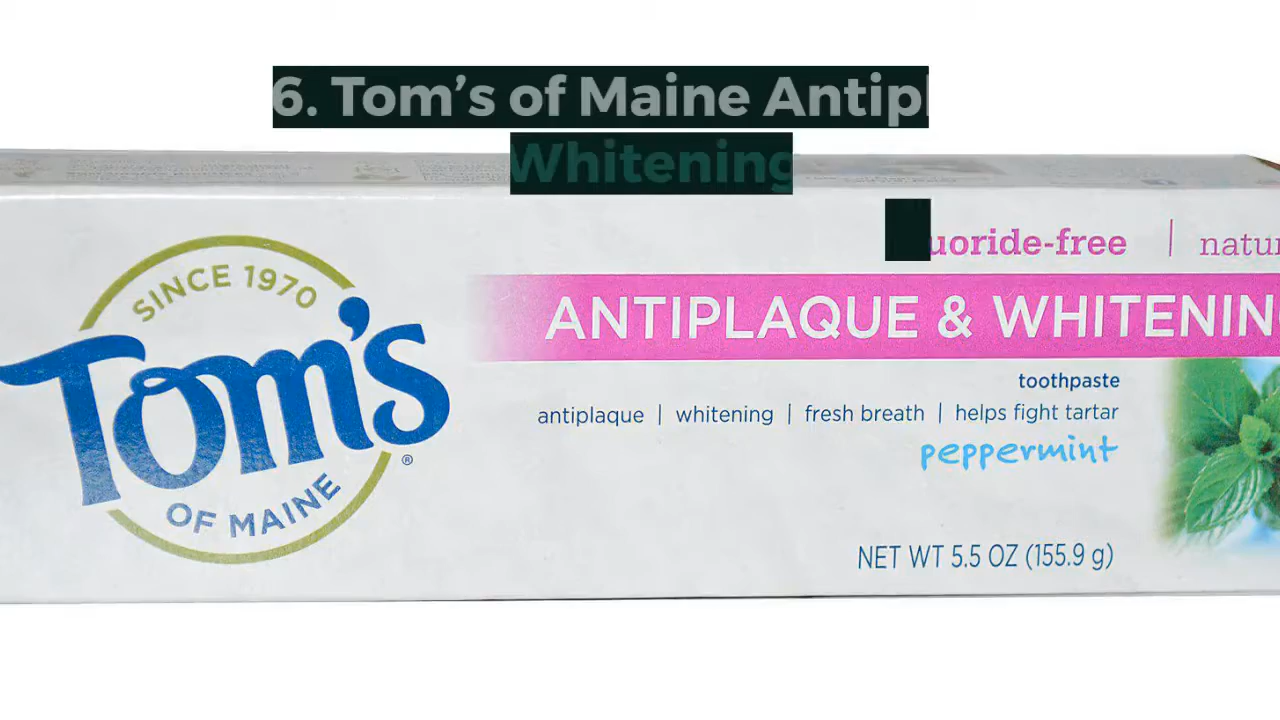 6. Tom’s of Maine Antipl
Whitening
uoride-free | natur
SINCE 1970
Tom's
OF MAINE
®
ANTIPLAQUE & WHITENIN
toothpaste
antiplaque | whitening | fresh breath | helps fight tartar
peppermint
NET WT 5.5 OZ (155.9 g)